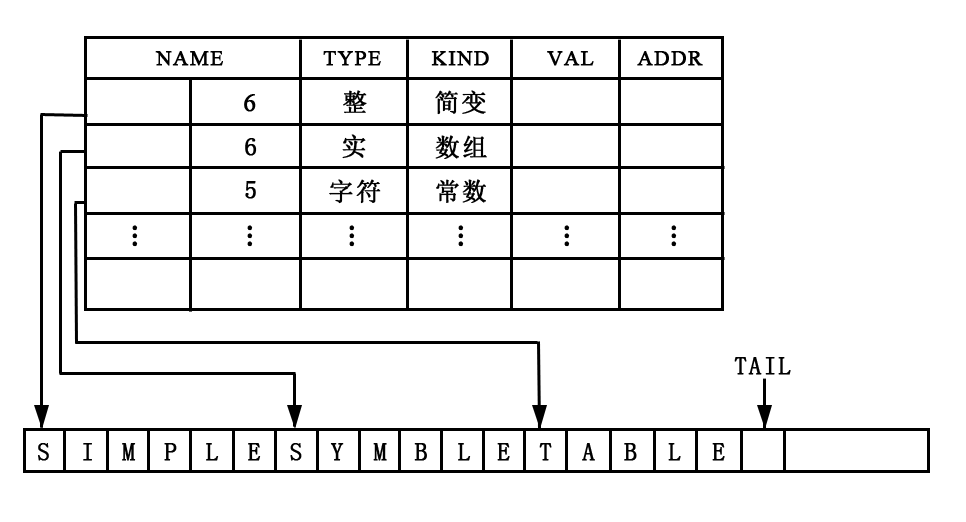 NAME TYPE KIND VAL ADDR
6 整 简变
6 实 数组
5 字符 常数
⋮ ⋮ ⋮ ⋮ ⋮ ⋮
TAIL
S I M P L E S Y M B L E T A B L E